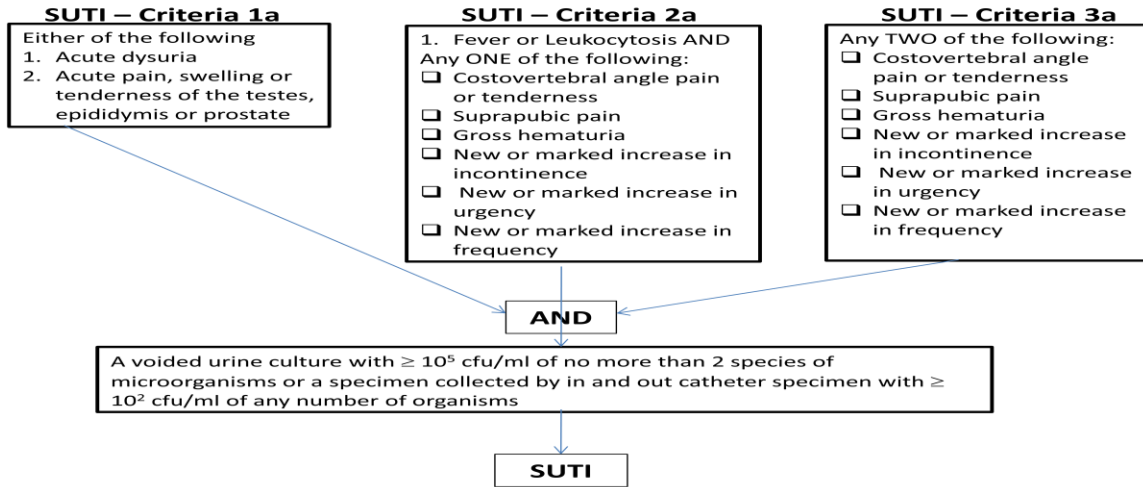 SUTI – Criteria 1a
Either of the following
1. Acute dysuria
2. Acute pain, swelling or
tenderness of the testes,
epididymis or prostate
SUTI – Criteria 2a
1. Fever or Leukocytosis AND
Any ONE of the following:
❑ Costovertebral angle pain
or tenderness
❑ Suprapubic pain
❑ Gross hematuria
❑ New or marked increase in
incontinence
❑ New or marked increase in
urgency
❑ New or marked increase in
frequency
SUTI – Criteria 3a
Any TWO of the following:
❑ Costovertebral angle
pain or tenderness
❑ Suprapubic pain
❑ Gross hematuria
❑ New or marked increase
in incontinence
❑ New or marked increase
in urgency
❑ New or marked increase
in frequency
AND
A voided urine culture with ≥ 10⁵ cfu/ml of no more than 2 species of
microorganisms or a specimen collected by in and out catheter specimen with ≥
10² cfu/ml of any number of organisms
SUTI